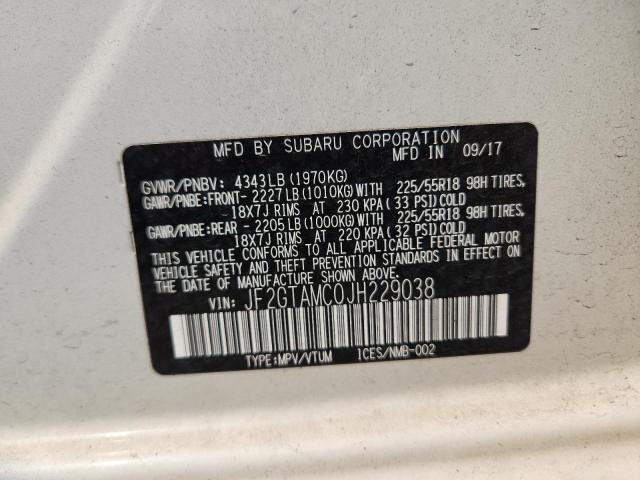 MFD BY SUBARU CORPORATION
MFD IN 09/17
GVWR/PNBV: 4343LB(1970KG)
GAWR/PNBE:FRONT- 2227LB(1010KG)WITH 225/55R18 98H TIRES,
18X7J RIMS AT 230 KPA( 33 PSI)COLD
GAWR/PNBE:REAR - 2205LB(1000KG)WITH 225/55R18 98H TIRES,
18X7J RIMS AT 220 KPA( 32 PSI)COLD
THIS VEHICLE CONFORMS TO ALL APPLICABLE FEDERAL MOTOR
VEHICLE SAFETY AND THEFT PREVENTION STANDARDS IN EFFECT ON
THE DATE OF MANUFACTURE SHOWN ABOVE.
VIN: JF2GTAMC0JH229038
TYPE:MPV/VTUM ICES/NMB-002